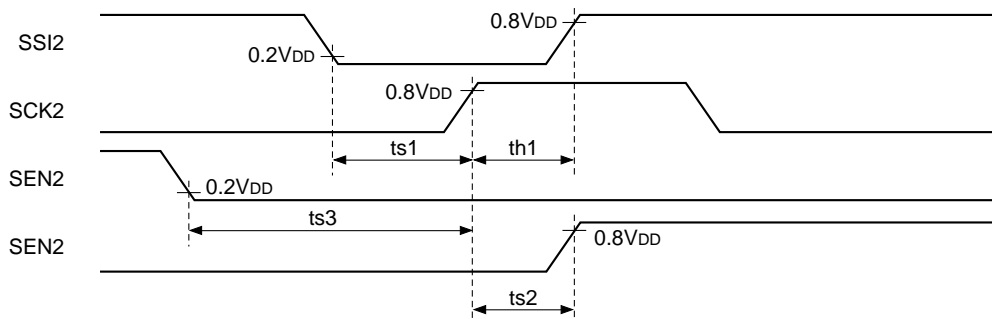 SSI2
0.2VDD
0.8VDD
SCK2
0.8VDD
ts1
th1
SEN2
0.2VDD
ts3
SEN2
0.8VDD
ts2